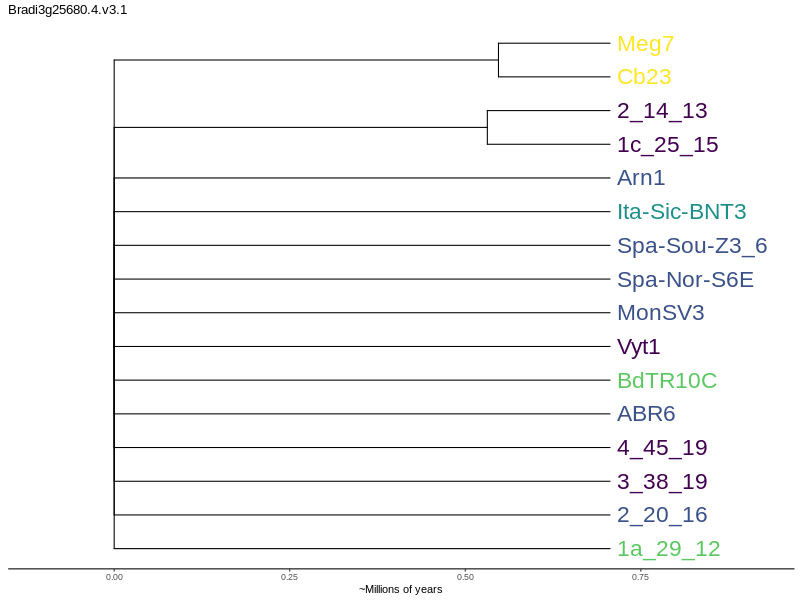 Bradi3g25680.4.v3.1
Meg7
Cb23
2_14_13
1c_25_15
Arn1
Ita-Sic-BNT3
Spa-Sou-Z3_6
Spa-Nor-S6E
MonSV3
Vyt1
BdTR10C
ABR6
4_45_19
3_38_19
2_20_16
1a_29_12
0.00 0.25 0.50 0.75
~Millions of years